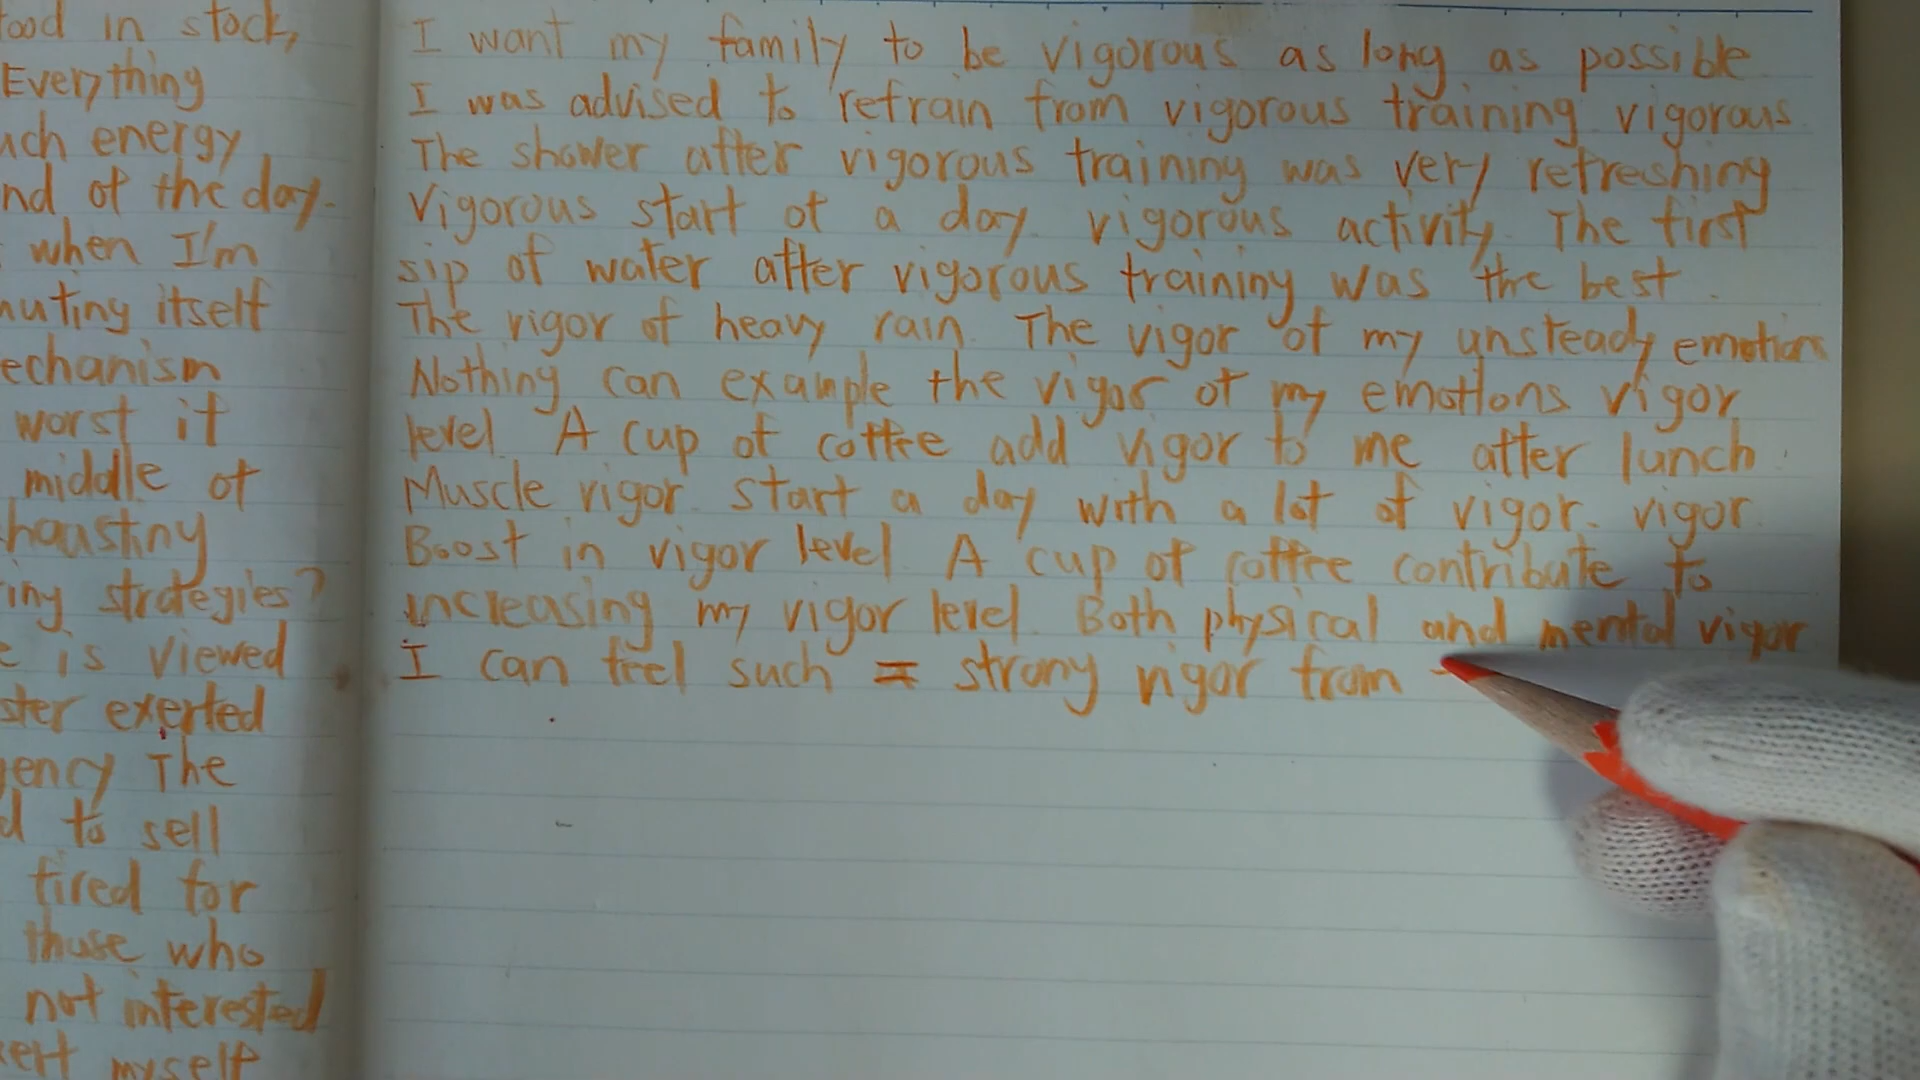 ood in stock,
Everything
uch energy
nd of the day.
when I'm
nuting itself
echanism
worst it
middle of
haustiny
iny strategies?
e is viewed
ster exerted
gency The
d to sell
tired for
those who
not interested
xert myself
I want my family to be vigorous as long as possible
I was advised to refrain from vigorous training vigorous
The shower after vigorous training was very refreshing
Vigorous start of a day vigorous activity The first
sip of water after vigorous training was the best.
The vigor of heavy rain. The vigor of my unsteady emotions
Nothing can example the vigor of my emotions vigor
level A cup of coffee add vigor to me after lunch.
Muscle vigor. Start a day with a lot of vigor. vigor
Boost in vigor level A cup of coffee contribute to
increasing my vigor level. Both physical and mental vigor
I can feel such strong vigor from